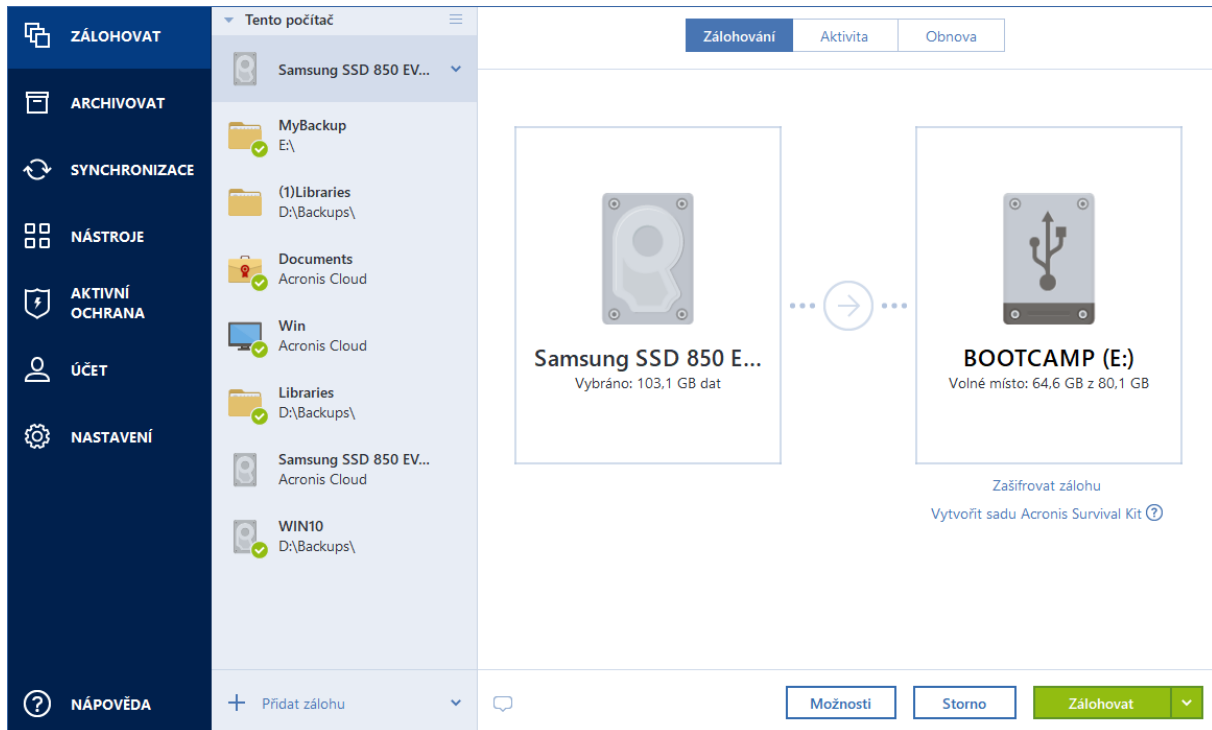 ZÁLOHOVAT
ARCHIVOVAT
SYNCHRONIZACE
NÁSTROJE
AKTIVNÍ
OCHRANA
ÚČET
NASTAVENÍ
NÁPOVĚDA
Tento počítač
Samsung SSD 850 EV...
MyBackup
E:\
(1)Libraries
D:\Backups\
Documents
Acronis Cloud
Win
Acronis Cloud
Libraries
D:\Backups\
Samsung SSD 850 EV...
Acronis Cloud
WIN10
D:\Backups\
Přidat zálohu
Zálohování
Aktivita
Obnova
Samsung SSD 850 E...
Vybráno: 103,1 GB dat
BOOTCAMP (E:)
Volné místo: 64,6 GB z 80,1 GB
Zašifrovat zálohu
Vytvořit sadu Acronis Survival Kit ?
Možnosti
Storno
Zálohovat